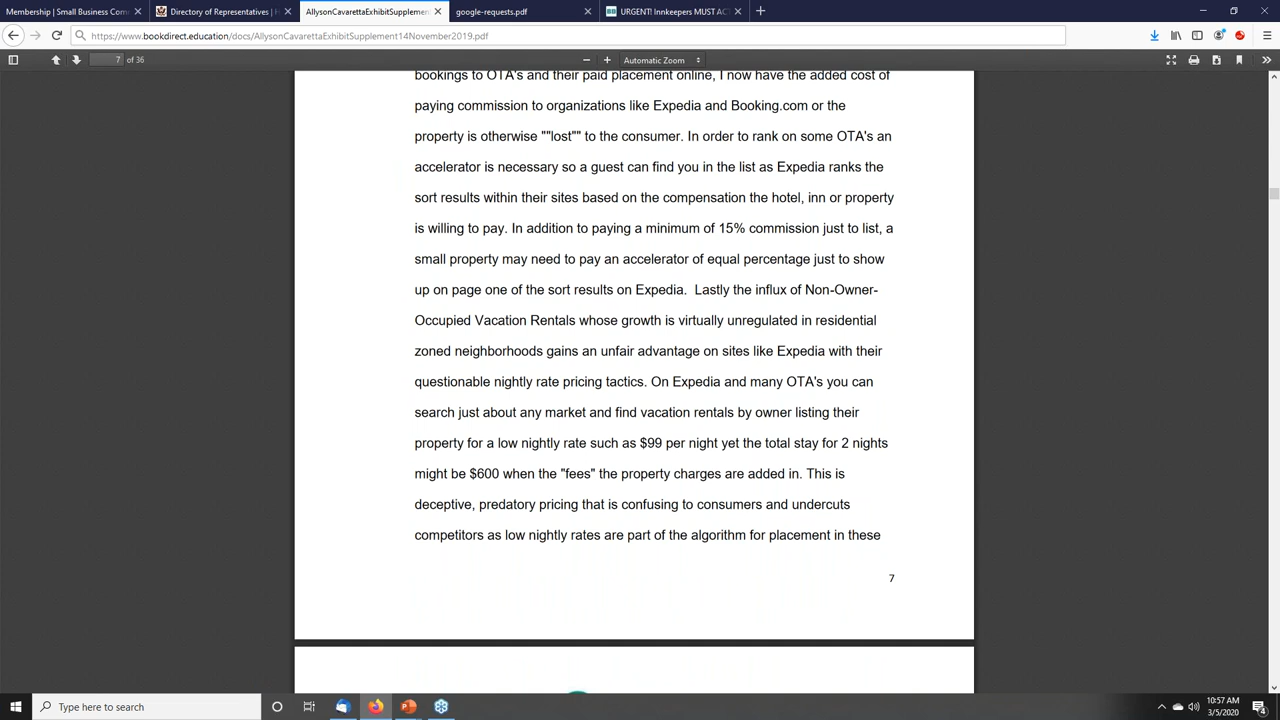 Membership | Small Business Com
Directory of Representatives | H
AllysonCavarettaExhibitSupplemen
google-requests.pdf
BB URGENT! Innkeepers MUST ACT
https://www.bookdirect.education/docs/AllysonCavarettaExhibitSupplement14November2019.pdf
7 of 36
Automatic Zoom
bookings to OTA's and their paid placement online, I now have the added cost of
paying commission to organizations like Expedia and Booking.com or the
property is otherwise ""lost"" to the consumer. In order to rank on some OTA's an
accelerator is necessary so a guest can find you in the list as Expedia ranks the
sort results within their sites based on the compensation the hotel, inn or property
is willing to pay. In addition to paying a minimum of 15% commission just to list, a
small property may need to pay an accelerator of equal percentage just to show
up on page one of the sort results on Expedia.  Lastly the influx of Non-Owner-
Occupied Vacation Rentals whose growth is virtually unregulated in residential
zoned neighborhoods gains an unfair advantage on sites like Expedia with their
questionable nightly rate pricing tactics. On Expedia and many OTA's you can
search just about any market and find vacation rentals by owner listing their
property for a low nightly rate such as $99 per night yet the total stay for 2 nights
might be $600 when the "fees" the property charges are added in. This is
deceptive, predatory pricing that is confusing to consumers and undercuts
competitors as low nightly rates are part of the algorithm for placement in these
7
Type here to search
10:57 AM
3/5/2020
4